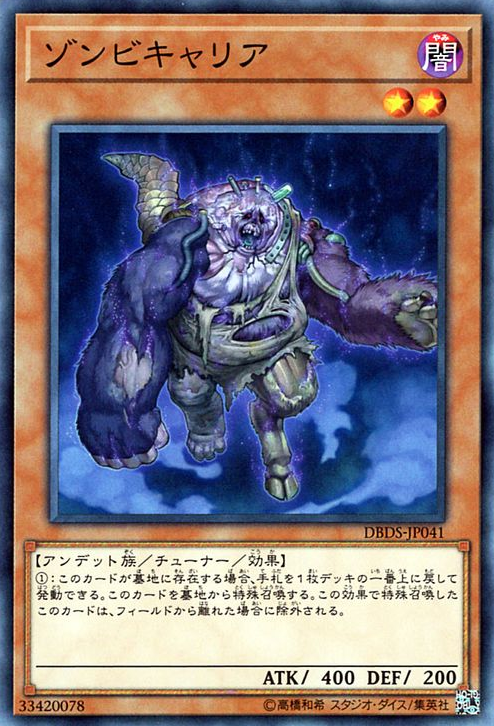 ゾンビキャリア
闇
DBDS-JP041
【アンデット族／チューナー／効果】
①：このカードが墓地に存在する場合、手札を１枚デッキの一番上に戻して
発動できる。このカードを墓地から特殊召喚する。この効果で特殊召喚した
このカードは、フィールドから離れた場合に除外される。
ATK/ 400 DEF/ 200
33420078
©高橋和希 スタジオ・ダイス/集英社